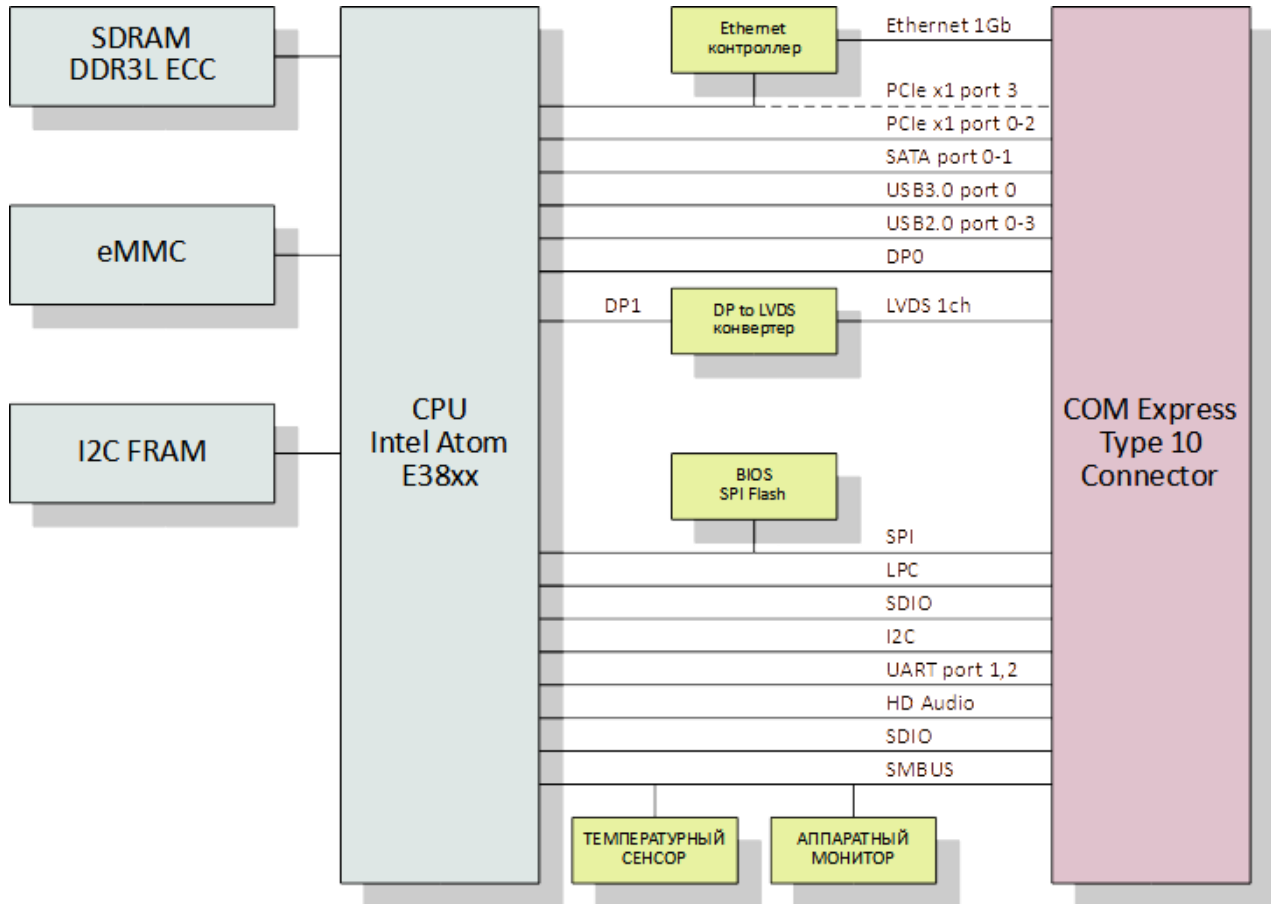 SDRAM
DDR3L ECC
eMMC
I2C FRAM
CPU
Intel Atom
E38xx
Ethernet
контроллер
Ethernet 1Gb
PCIe x1 port 3
PCIe x1 port 0-2
SATA port 0-1
USB3.0 port 0
USB2.0 port 0-3
DP0
DP1
DP to LVDS
конвертер
LVDS 1ch
BIOS
SPI Flash
SPI
LPC
SDIO
I2C
UART port 1,2
HD Audio
SDIO
SMBUS
ТЕМПЕРАТУРНЫЙ
СЕНСОР
АППАРАТНЫЙ
МОНИТОР
COM Express
Type 10
Connector